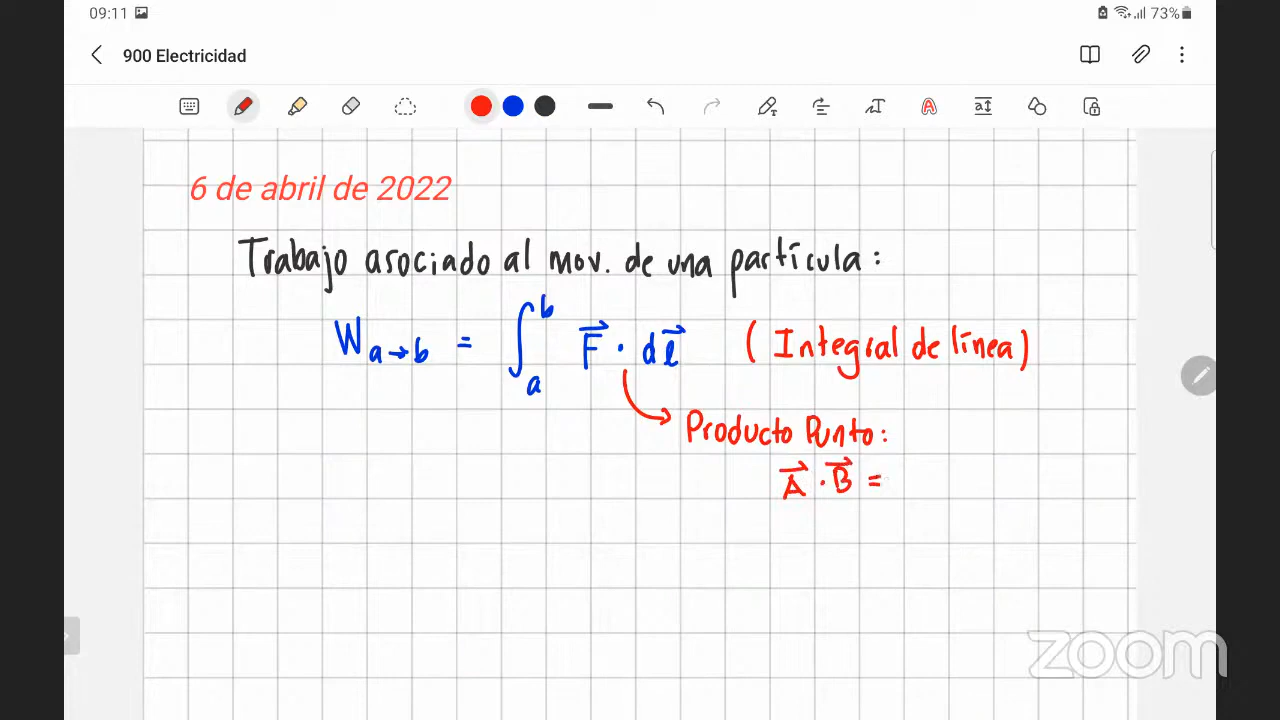 09:11
73%
900 Electricidad
6 de abril de 2022
Trabajo asociado al mov. de una partícula:
W a→b = ∫ₐᵇ F⃗ · dl⃗ (Integral de línea)
Producto Punto:
A⃗ · B⃗ =
zoom